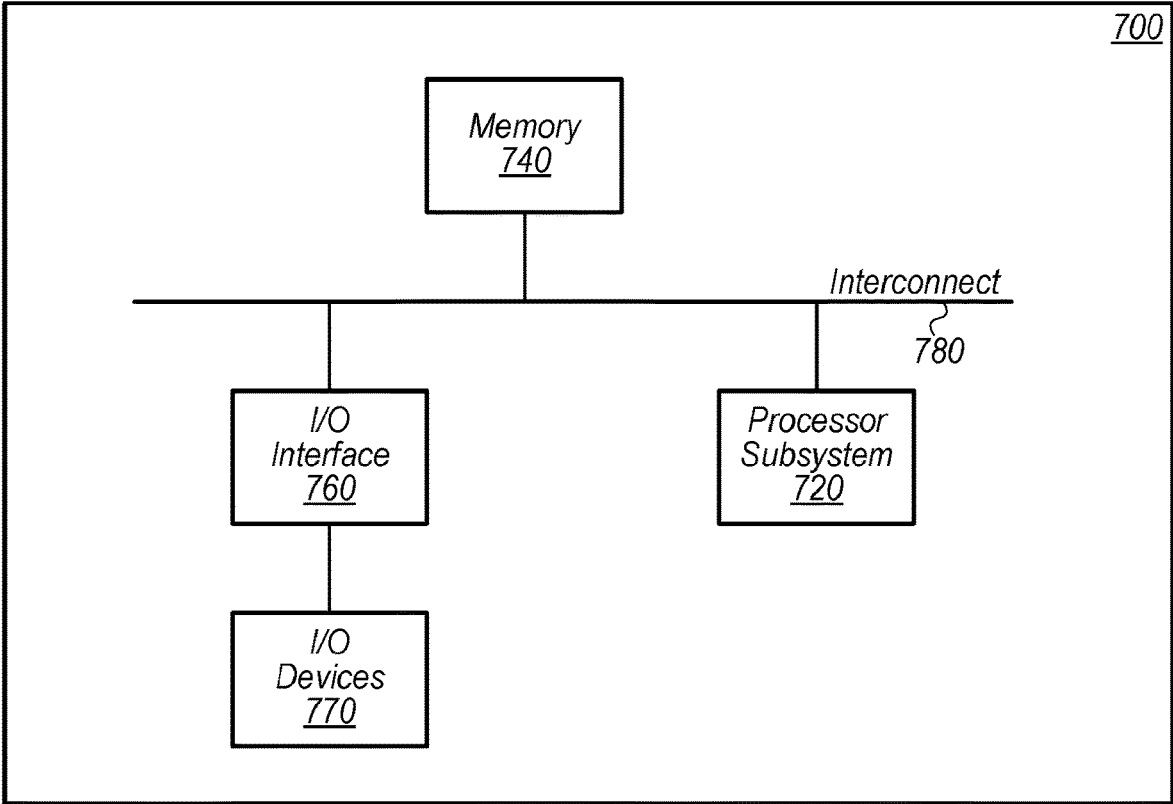 700
Memory
740
Interconnect
780
I/O
Interface
760
Processor
Subsystem
720
I/O
Devices
770